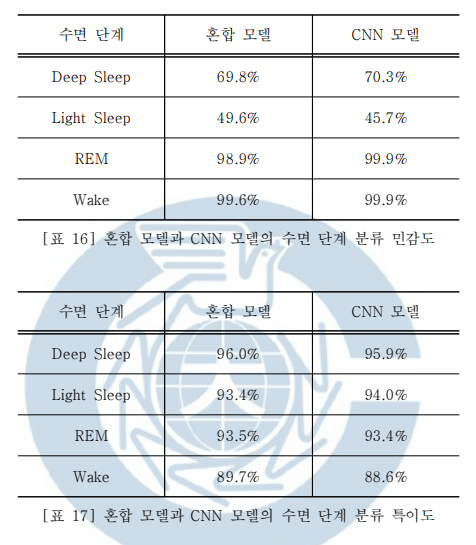 수면 단계 혼합 모델 CNN 모델
Deep Sleep 69.8% 70.3%
Light Sleep 49.6% 45.7%
REM 98.9% 99.9%
Wake 99.6% 99.9%
[표 16] 혼합 모델과 CNN 모델의 수면 단계 분류 민감도
수면 단계 혼합 모델 CNN 모델
Deep Sleep 96.0% 95.9%
Light Sleep 93.4% 94.0%
REM 93.5% 93.4%
Wake 89.7% 88.6%
[표 17] 혼합 모델과 CNN 모델의 수면 단계 분류 특이도